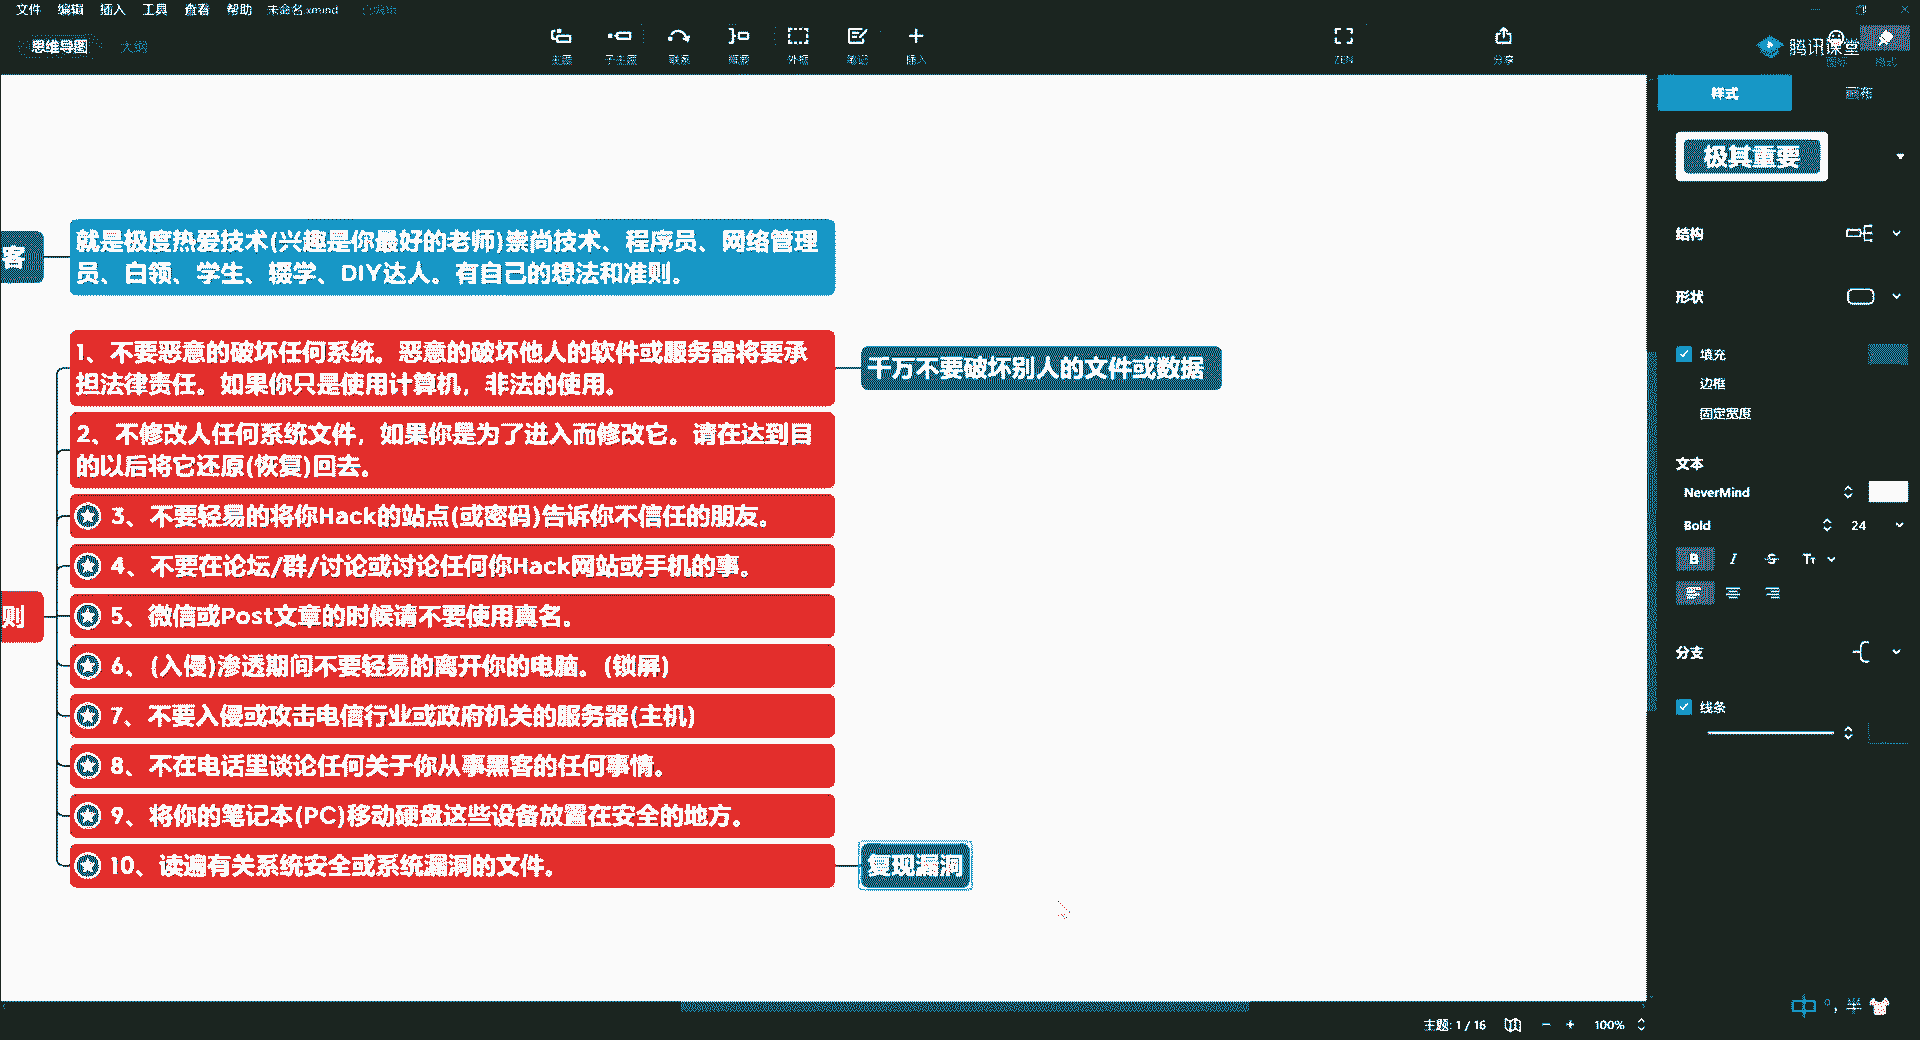 文件 编辑 插入 工具 查看 帮助 未命名.xmind
思维导图 大纲
主题 子主题 联系 概要 外框 笔记 插入 ZEN 分享 图标 格式
腾讯课堂
样式 画布
极其重要
客
就是极度热爱技术(兴趣是你最好的老师)崇尚技术、程序员、网络管理
员、白领、学生、辍学、DIY达人。有自己的想法和准则。
结构
形状
1、不要恶意的破坏任何系统。恶意的破坏他人的软件或服务器将要承
担法律责任。如果你只是使用计算机，非法的使用。
千万不要破坏别人的文件或数据
填充
边框
固定宽度
2、不修改人任何系统文件，如果你是为了进入而修改它。请在达到目
的以后将它还原(恢复)回去。
文本
NeverMind
Bold 24
B I S Tт
3、不要轻易的将你Hack的站点(或密码)告诉你不信任的朋友。
4、不要在论坛/群/讨论或讨论任何你Hack网站或手机的事。
则
5、微信或Post文章的时候请不要使用真名。
6、(入侵)渗透期间不要轻易的离开你的电脑。(锁屏)
分支
7、不要入侵或攻击电信行业或政府机关的服务器(主机)
线条
8、不在电话里谈论任何关于你从事黑客的任何事情。
9、将你的笔记本(PC)移动硬盘这些设备放置在安全的地方。
10、读遍有关系统安全或系统漏洞的文件。
复现漏洞
中
主题: 1 / 16 100%